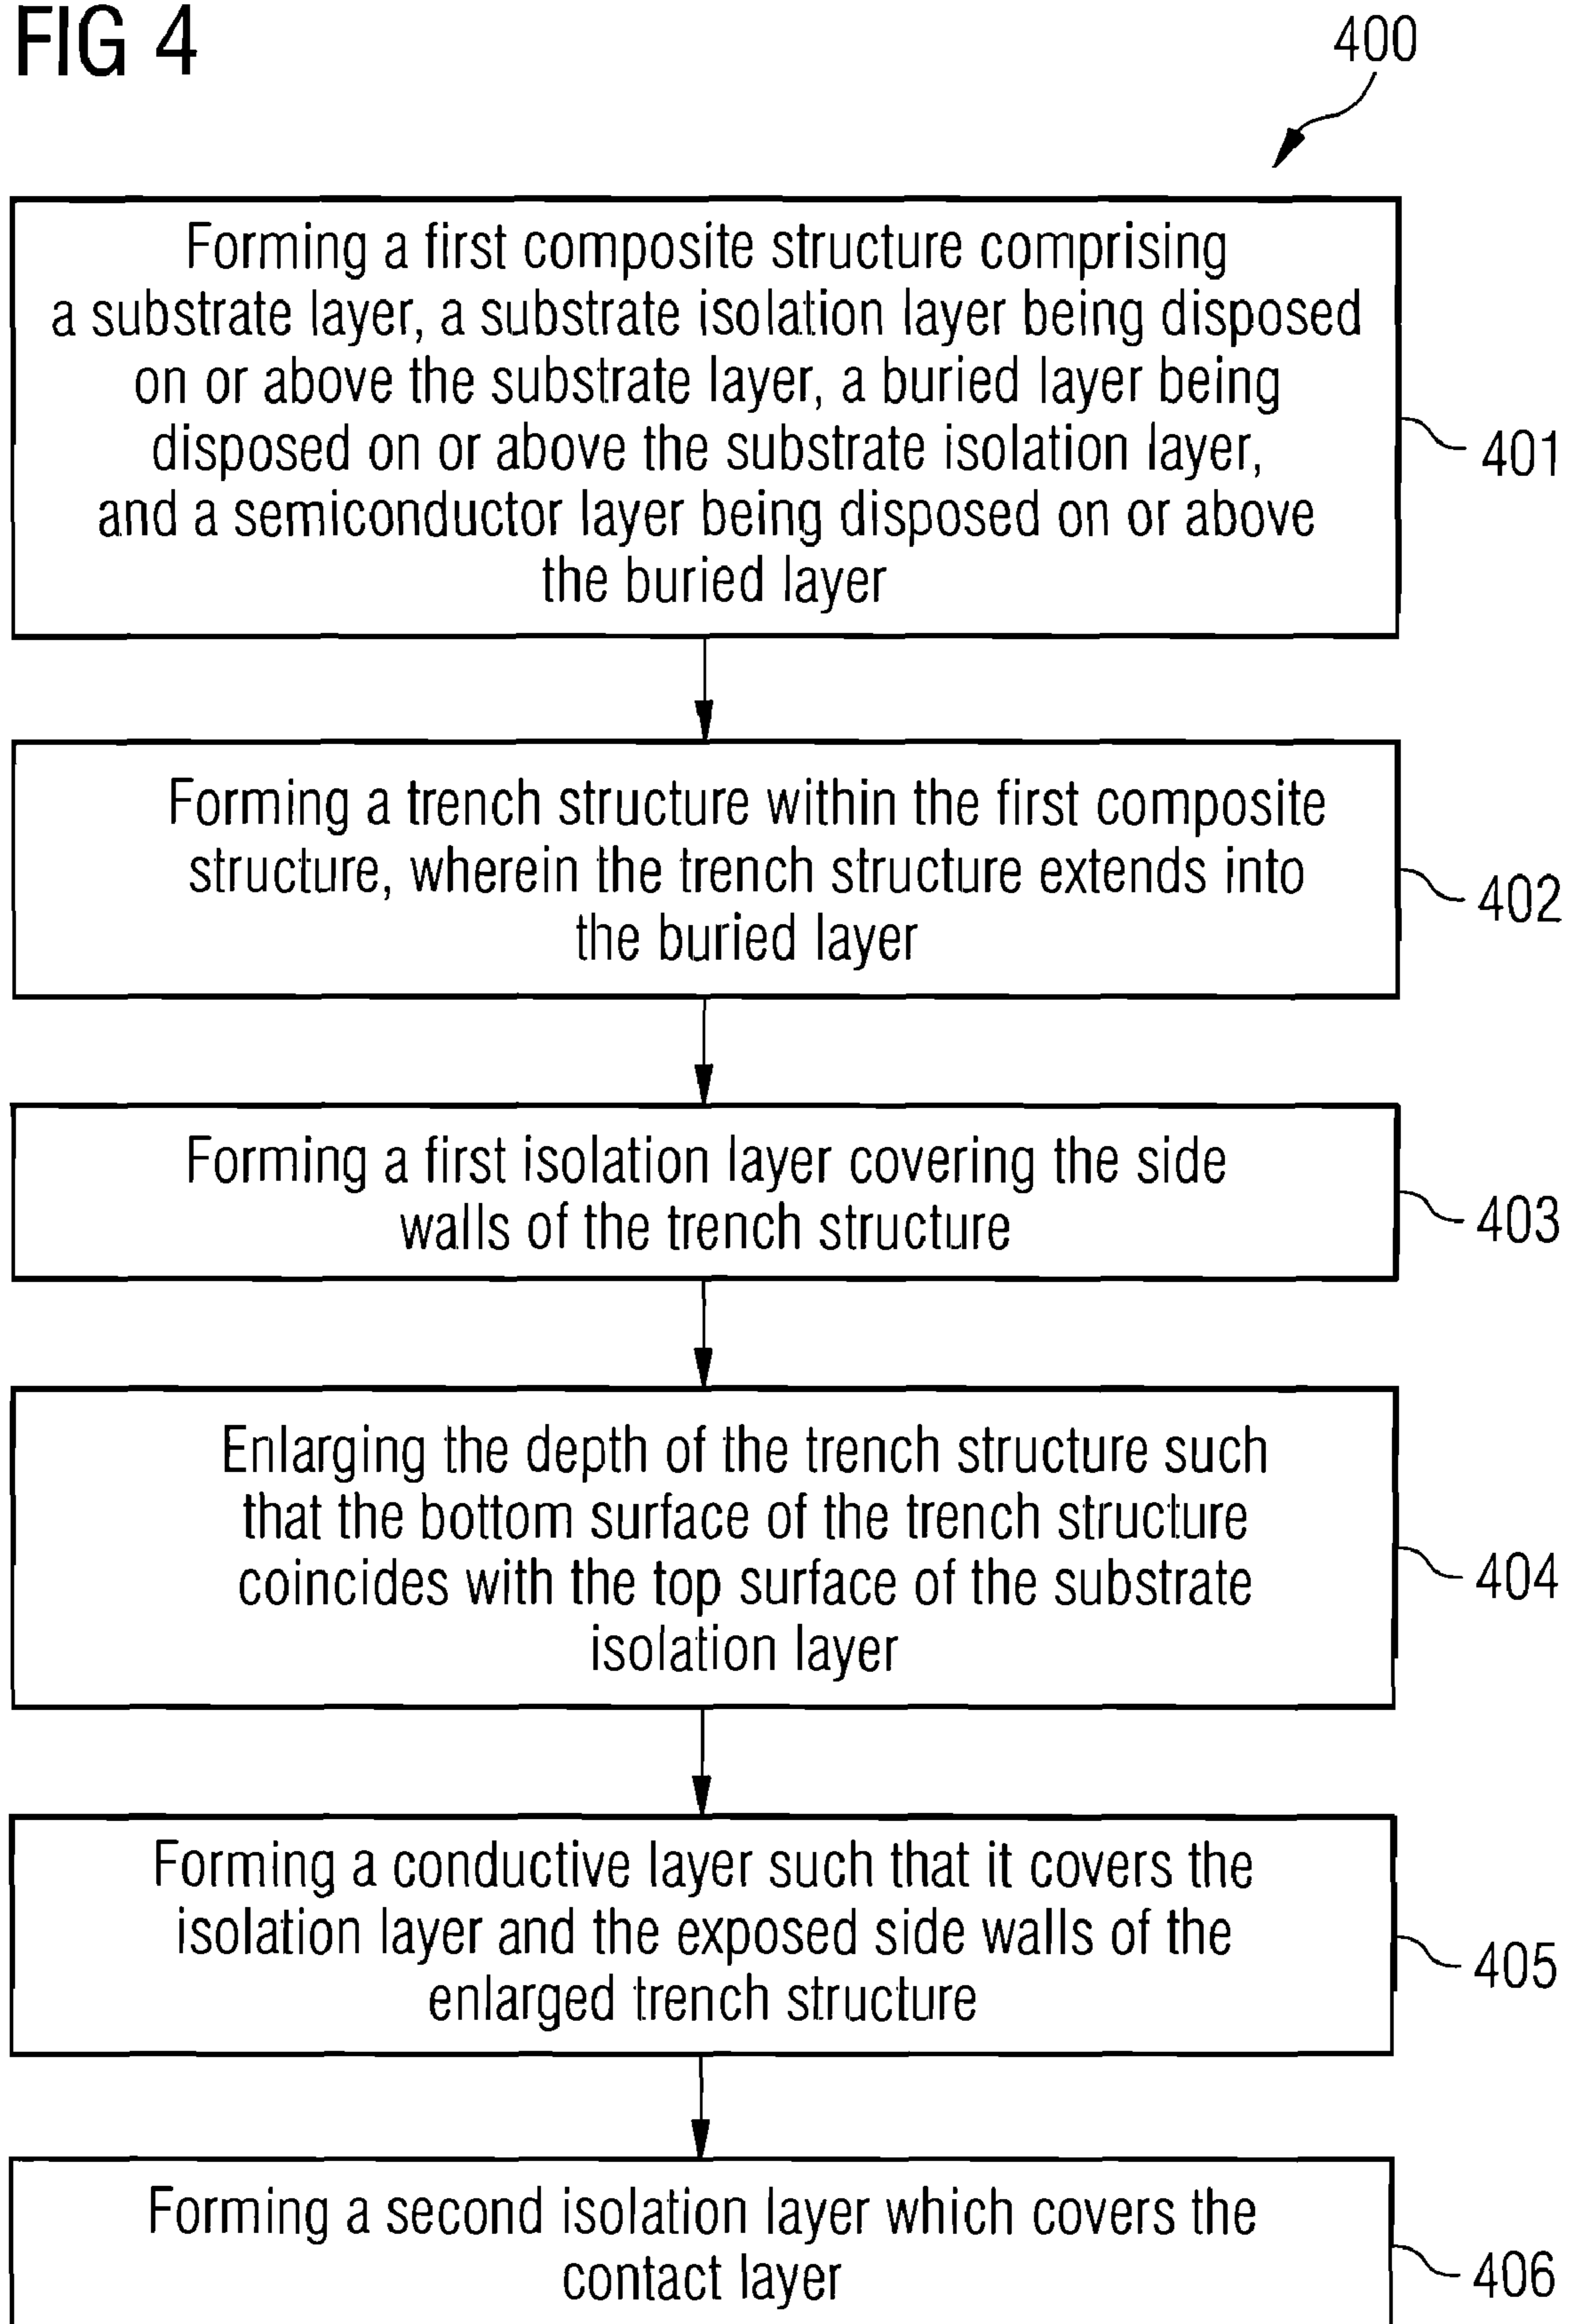 FIG 4
400
Forming a first composite structure comprising
a substrate layer, a substrate isolation layer being disposed
on or above the substrate layer, a buried layer being
disposed on or above the substrate isolation layer,
and a semiconductor layer being disposed on or above
the buried layer
401
Forming a trench structure within the first composite
structure, wherein the trench structure extends into
the buried layer
402
Forming a first isolation layer covering the side
walls of the trench structure
403
Enlarging the depth of the trench structure such
that the bottom surface of the trench structure
coincides with the top surface of the substrate
isolation layer
404
Forming a conductive layer such that it covers the
isolation layer and the exposed side walls of the
enlarged trench structure
405
Forming a second isolation layer which covers the
contact layer
406